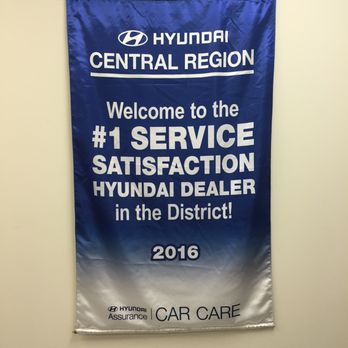 HYUNDAI
CENTRAL REGION
Welcome to the
#1 SERVICE
SATISFACTION
HYUNDAI DEALER
in the District!
2016
HYUNDAI
Assurance | CAR CARE